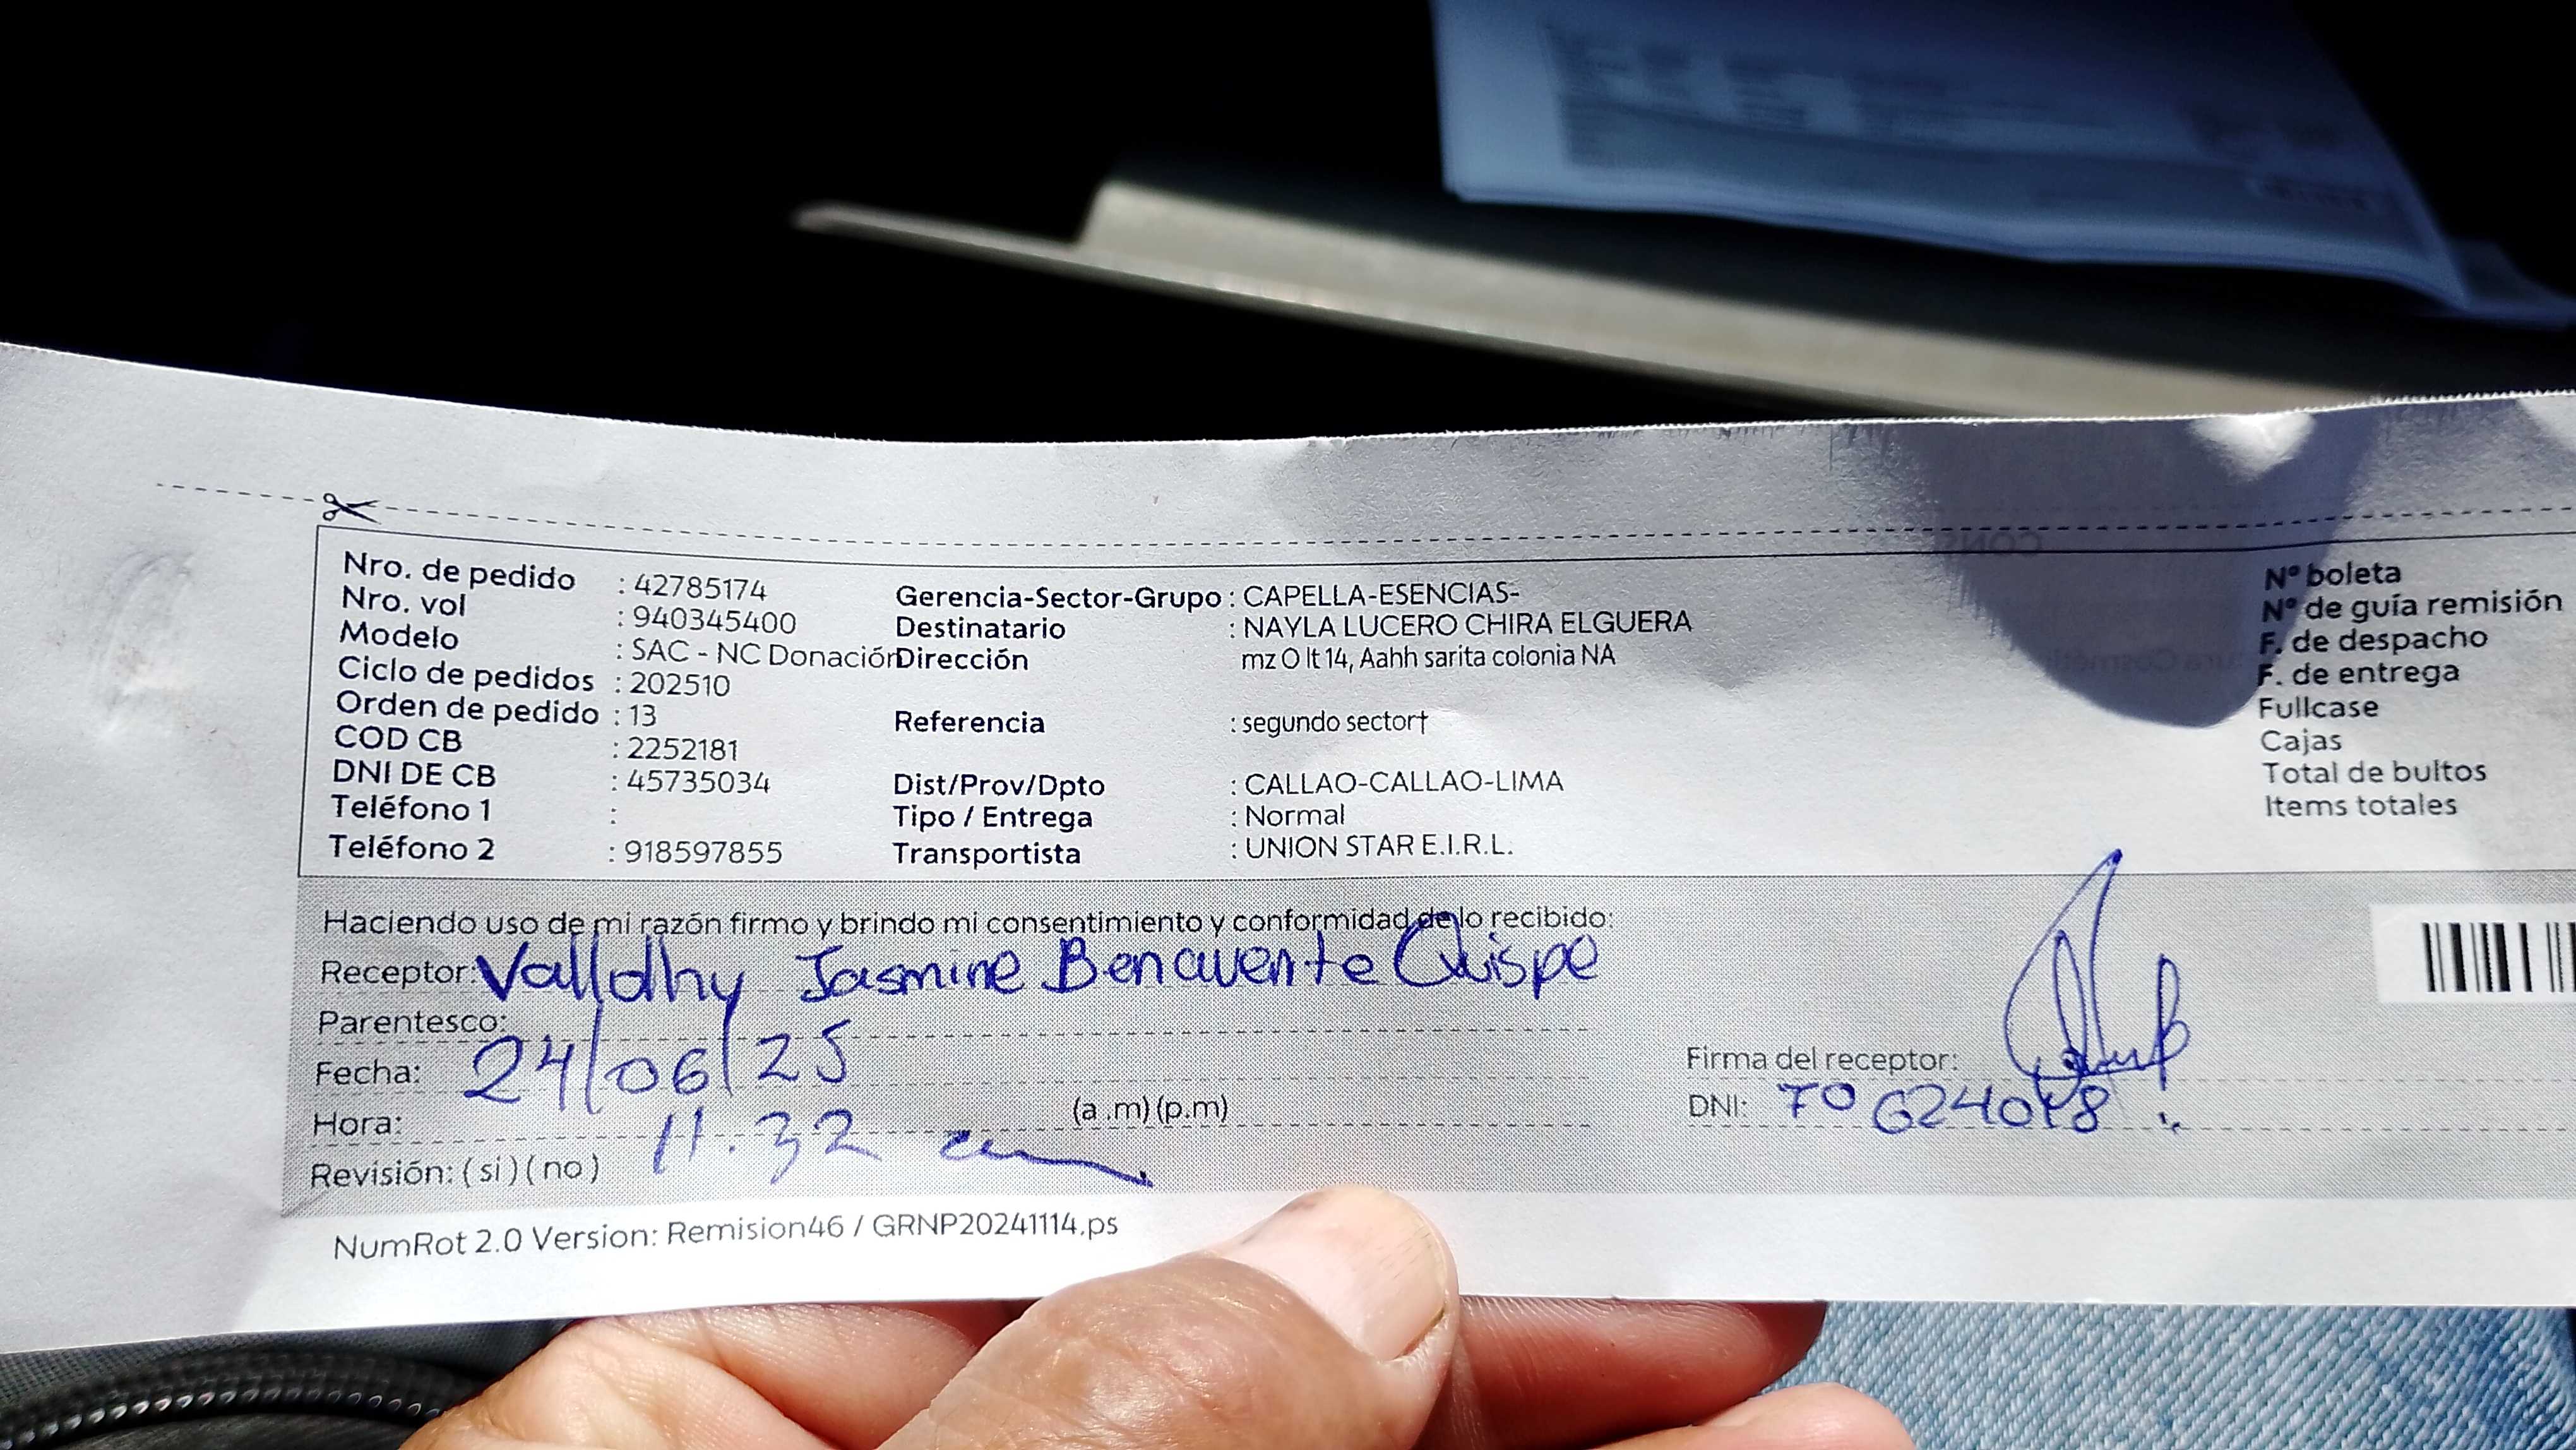 Nro. de pedido : 42785174
Nro. vol : 940345400
Modelo : SAC - NC Donación
Ciclo de pedidos : 202510
Orden de pedido : 13
COD CB : 2252181
DNI DE CB : 45735034
Teléfono 1 :
Teléfono 2 : 918597855
Gerencia-Sector-Grupo : CAPELLA-ESENCIAS-
Destinatario : NAYLA LUCERO CHIRA ELGUERA
Dirección mz O lt 14, Aahh sarita colonia NA
Referencia : segundo sector†
Dist/Prov/Dpto : CALLAO-CALLAO-LIMA
Tipo / Entrega : Normal
Transportista : UNION STAR E.I.R.L.
Nº boleta
Nº de guía remisión
F. de despacho
F. de entrega
Fullcase
Cajas
Total de bultos
Items totales
Haciendo uso de mi razón firmo y brindo mi consentimiento y conformidad de lo recibido:
Receptor: Valldhy Jasmine Benavente Quispe
Parentesco:
Fecha: 24/06/25
Hora: 11.32 (a.m)(p.m)
Revisión: (si)(no)
Firma del receptor:
DNI:
NumRot 2.0 Version: Remision46 / GRNP20241114.ps